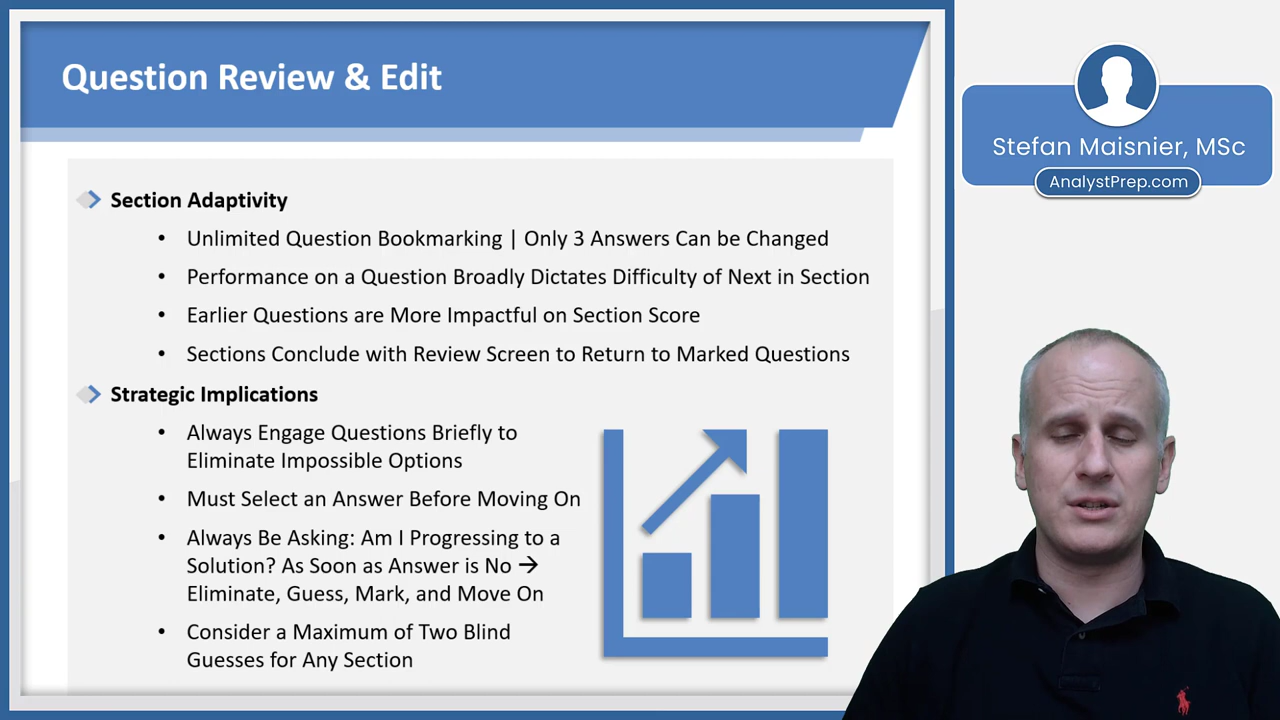 Question Review & Edit
Section Adaptivity
• Unlimited Question Bookmarking | Only 3 Answers Can be Changed
• Performance on a Question Broadly Dictates Difficulty of Next in Section
• Earlier Questions are More Impactful on Section Score
• Sections Conclude with Review Screen to Return to Marked Questions
Strategic Implications
• Always Engage Questions Briefly to
Eliminate Impossible Options
• Must Select an Answer Before Moving On
• Always Be Asking: Am I Progressing to a
Solution? As Soon as Answer is No →
Eliminate, Guess, Mark, and Move On
• Consider a Maximum of Two Blind
Guesses for Any Section
Stefan Maisnier, MSc
AnalystPrep.com